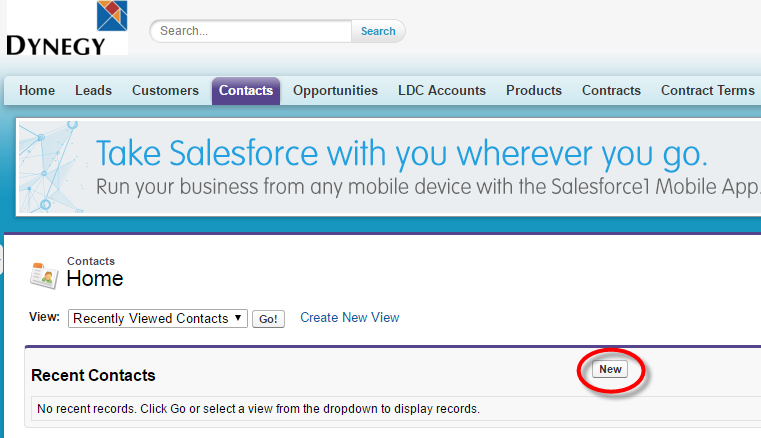 DYNEGY
Search... Search
Home Leads Customers Contacts Opportunities LDC Accounts Products Contracts Contract Terms
Take Salesforce with you wherever you go.
Run your business from any mobile device with the Salesforce1 Mobile App.
Contacts
Home
View: Recently Viewed Contacts Go! Create New View
Recent Contacts New
No recent records. Click Go or select a view from the dropdown to display records.